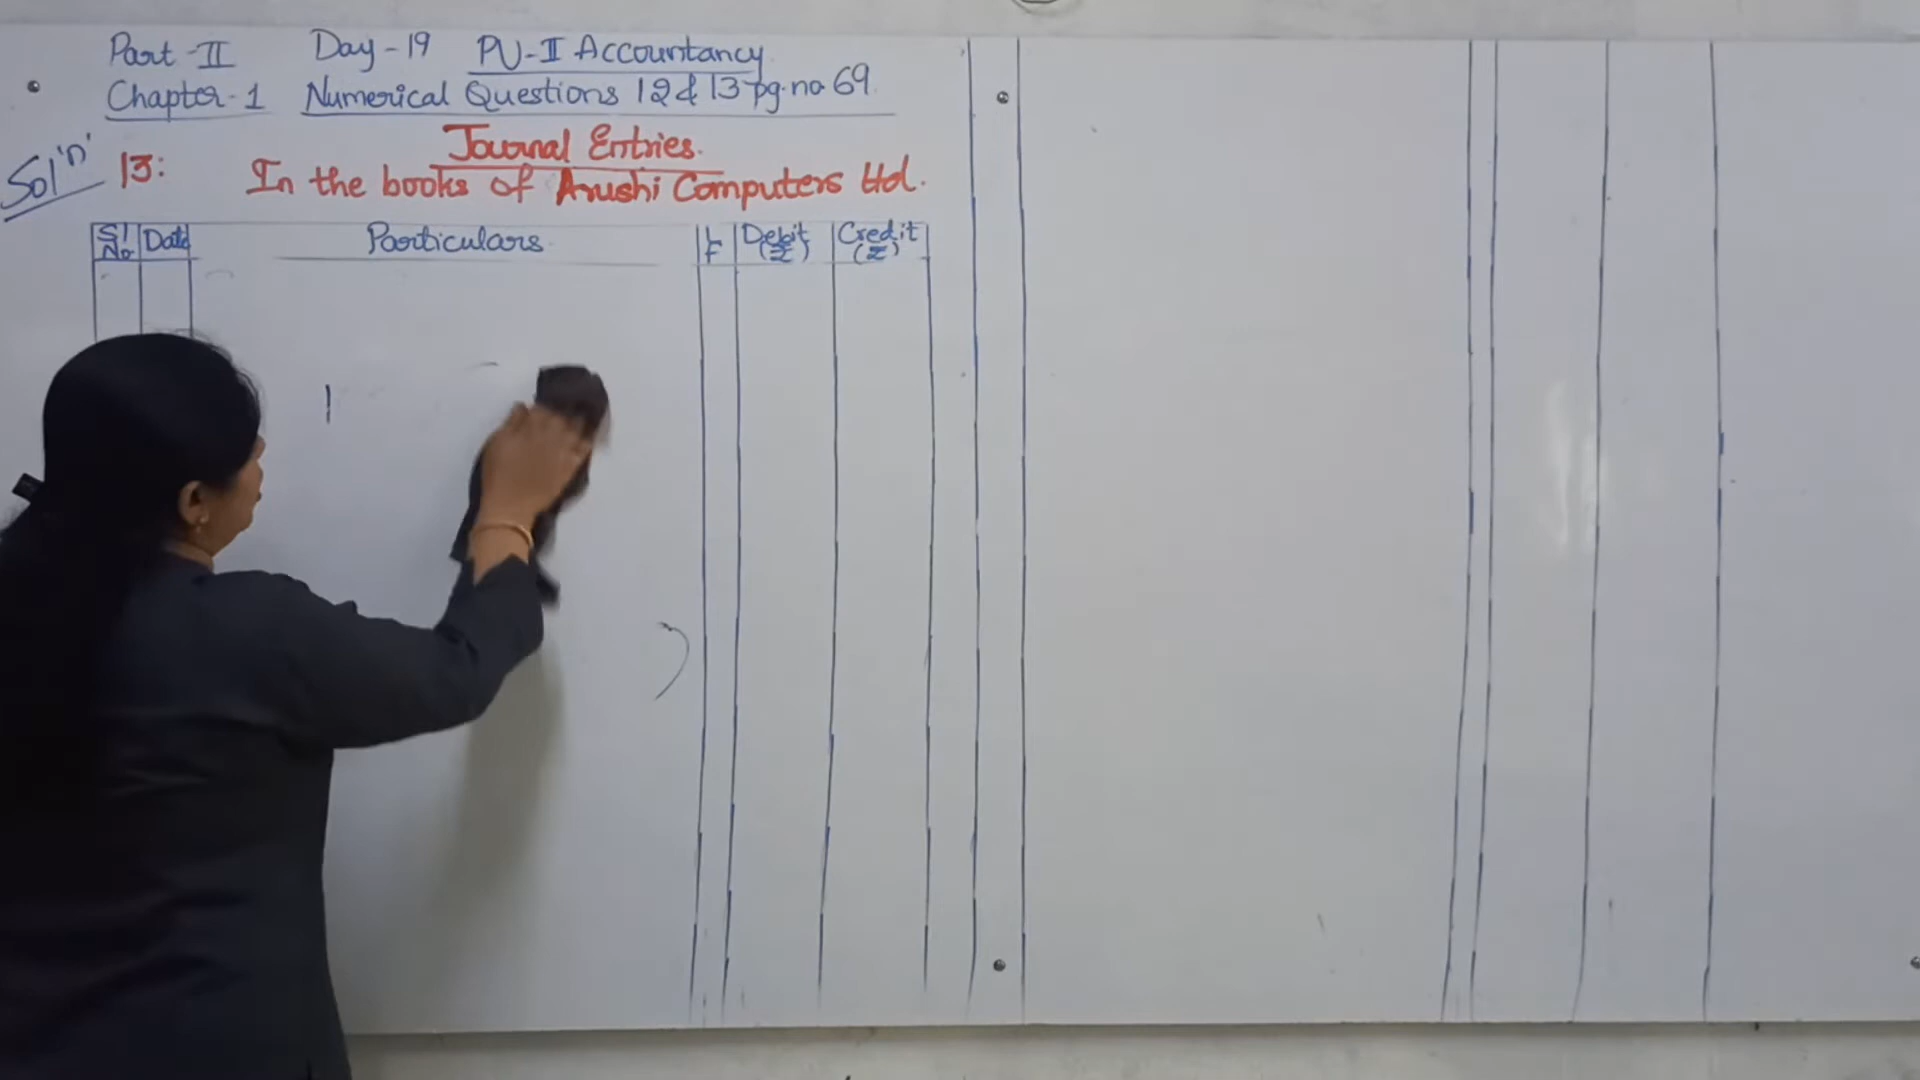 Part-II Day-19 PU-II Accountancy
Chapter-1 Numerical Questions 12 & 13 pg.no.69.
Sol'n' 13: Journal Entries.
In the books of Arushi Computers Ltd.
Sl No Date Particulars LF Debit (₹) Credit (₹)